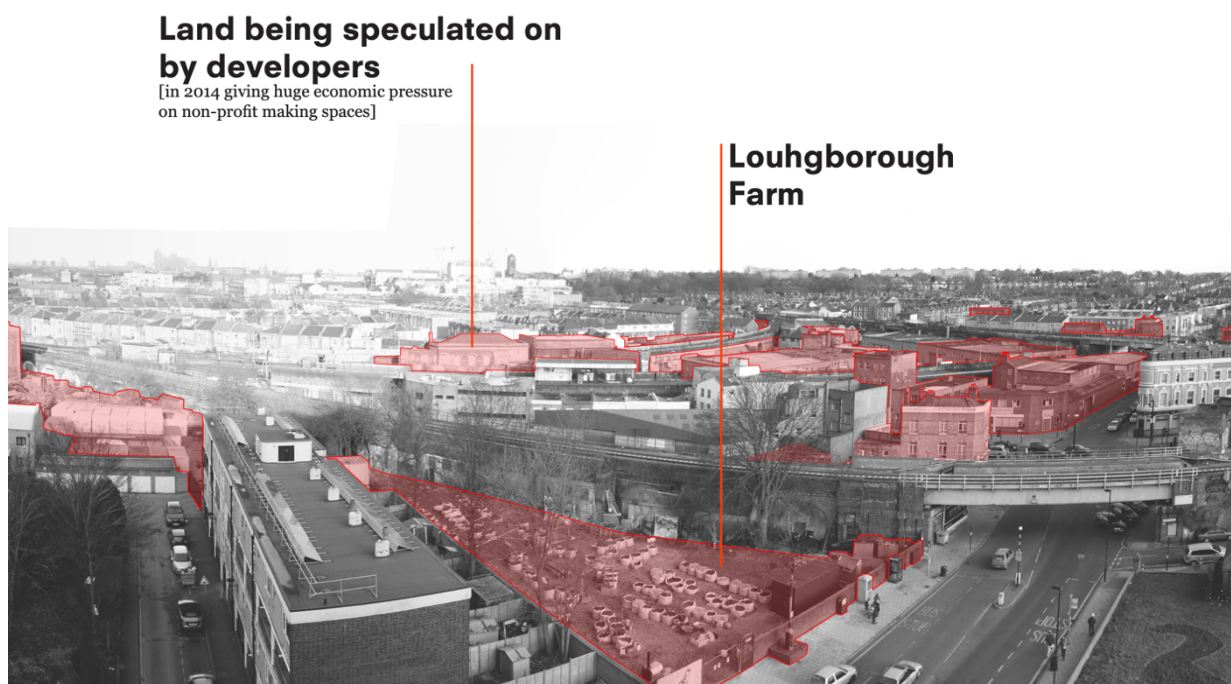 Land being speculated on
by developers
[in 2014 giving huge economic pressure
on non-profit making spaces]
Louhgborough
Farm